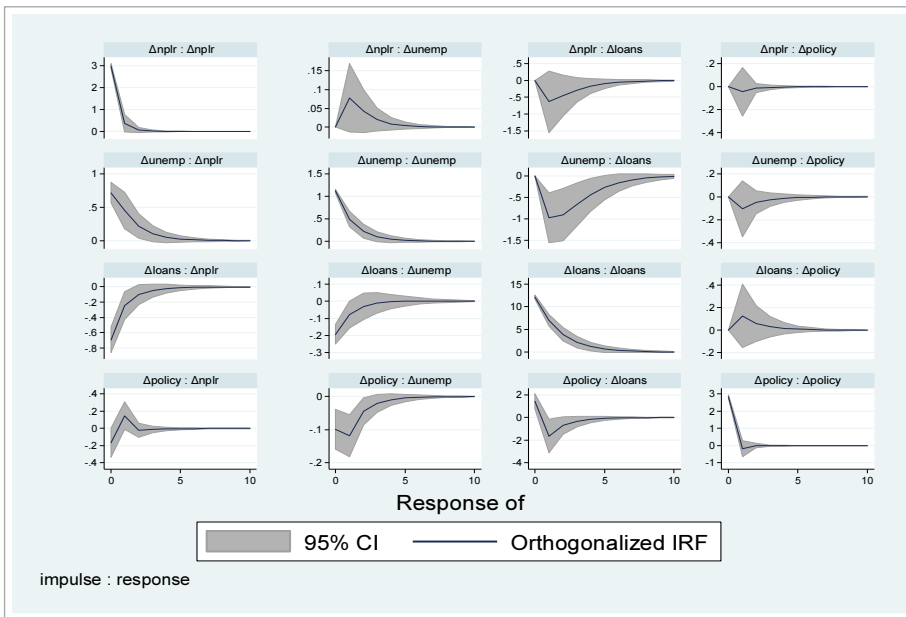 Δnplr : Δnplr
3
2
1
0
Δnplr : Δunemp
.15
.1
.05
0
Δnplr : Δloans
.5
0
-.5
-1
-1.5
Δnplr : Δpolicy
.2
0
-.2
-.4
Δunemp : Δnplr
1
.5
0
Δunemp : Δunemp
1.5
1
.5
0
Δunemp : Δloans
0
-.5
-1
-1.5
Δunemp : Δpolicy
.2
0
-.2
-.4
Δloans : Δnplr
0
-.2
-.4
-.6
-.8
Δloans : Δunemp
.1
0
-.1
-.2
-.3
Δloans : Δloans
15
10
5
0
Δloans : Δpolicy
.4
.2
0
-.2
Δpolicy : Δnplr
.4
.2
0
-.2
-.4
0 5 10
Δpolicy : Δunemp
0
-.1
-.2
0 5 10
Δpolicy : Δloans
2
0
-2
-4
0 5 10
Δpolicy : Δpolicy
3
2
1
0
-1
0 5 10
Response of
95% CI
Orthogonalized IRF
impulse : response